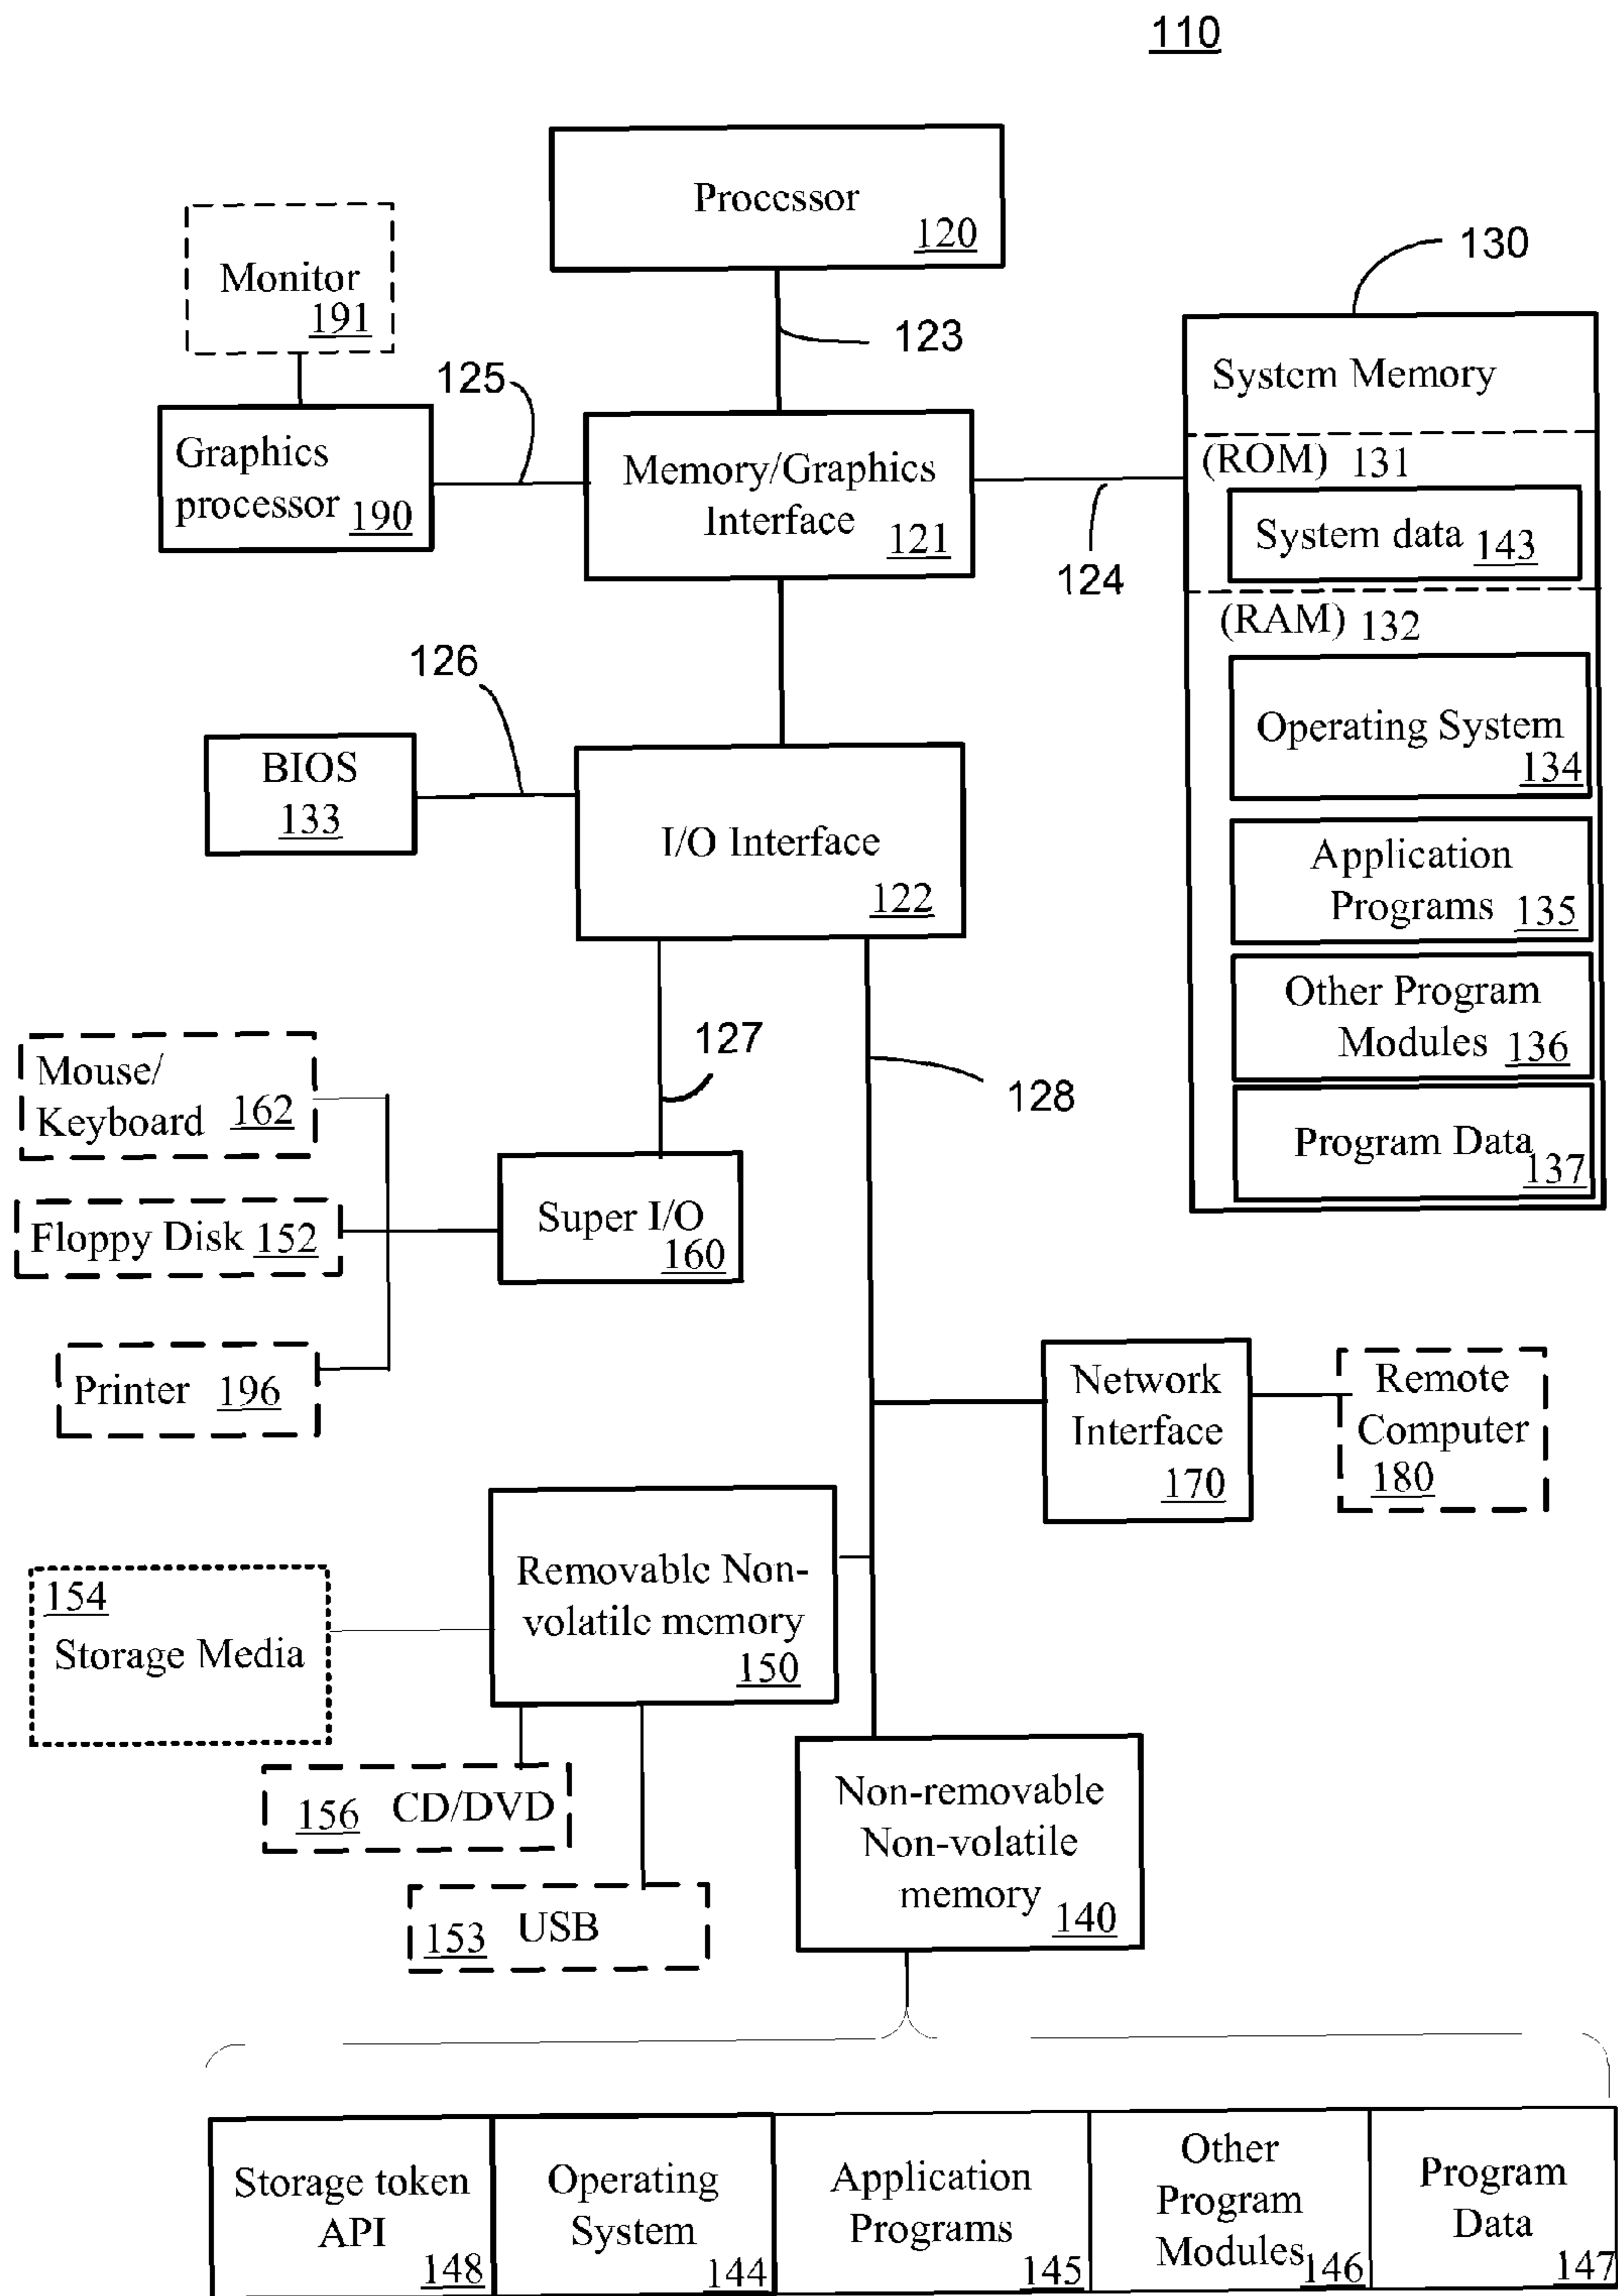 110
Processor
120
Monitor
191
123
130
125
System Memory
Graphics
processor 190
Memory/Graphics
Interface
121
124
(ROM) 131
System data 143
(RAM) 132
126
Operating System
134
BIOS
133
I/O Interface
122
Application
Programs 135
Other Program
Modules 136
127
128
Mouse/
Keyboard 162
Program Data
137
Super I/O
160
Floppy Disk 152
Printer 196
Network
Interface
170
Remote
Computer
180
Removable Non-
volatile memory
150
154
Storage Media
156 CD/DVD
153 USB
Non-removable
Non-volatile
memory
140
Storage token
API
148
Operating
System
144
Application
Programs
145
Other
Program
Modules
146
Program
Data
147